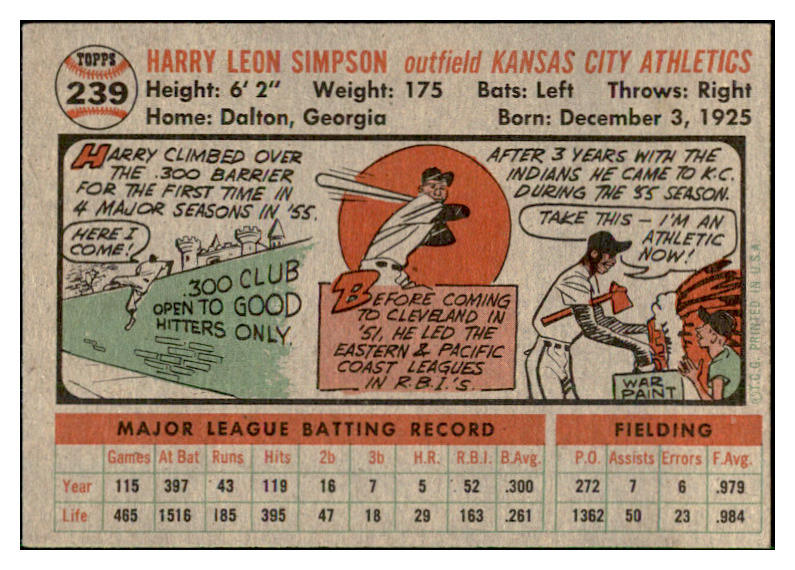 TOPPS
239
HARRY LEON SIMPSON outfield KANSAS CITY ATHLETICS
Height: 6' 2" Weight: 175 Bats: Left Throws: Right
Home: Dalton, Georgia Born: December 3, 1925
HARRY CLIMBED OVER
THE .300 BARRIER
FOR THE FIRST TIME IN
4 MAJOR SEASONS IN '55.
HERE I
COME!
.300 CLUB
OPEN TO GOOD
HITTERS ONLY.
BEFORE COMING
TO CLEVELAND IN
'51, HE LED THE
EASTERN & PACIFIC
COAST LEAGUES
IN R.B.I.'S.
AFTER 3 YEARS WITH THE
INDIANS HE CAME TO K.C.
DURING THE '55 SEASON.
TAKE THIS — I'M AN
ATHLETIC
NOW!
WAR
PAINT
©T.C.G. PRINTED IN U.S.A.
MAJOR LEAGUE BATTING RECORD FIELDING
Games At Bat Runs Hits 2b 3b H.R. R.B.I. B.Avg. P.O. Assists Errors F.Avg.
Year 115 397 43 119 16 7 5 52 .300 272 7 6 .979
Life 465 1516 185 395 47 18 29 163 .261 1362 50 23 .984